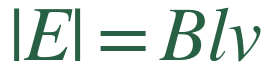 |E| = Blv